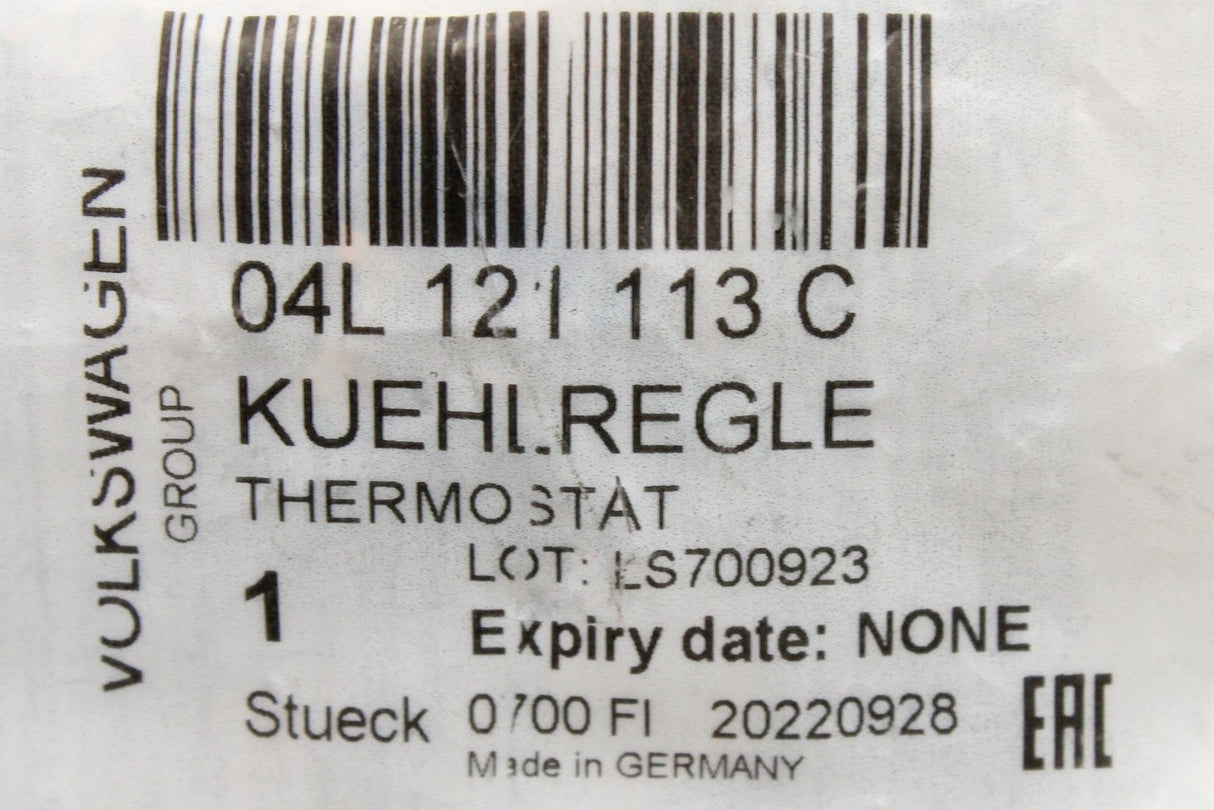 VOLKSWAGEN
GROUP
04L 121 113 C
KUEHLREGLE
THERMOSTAT
LOT: LS700923
1
Expiry date: NONE
Stueck 0700 FI 20220928
Made in GERMANY
EAC